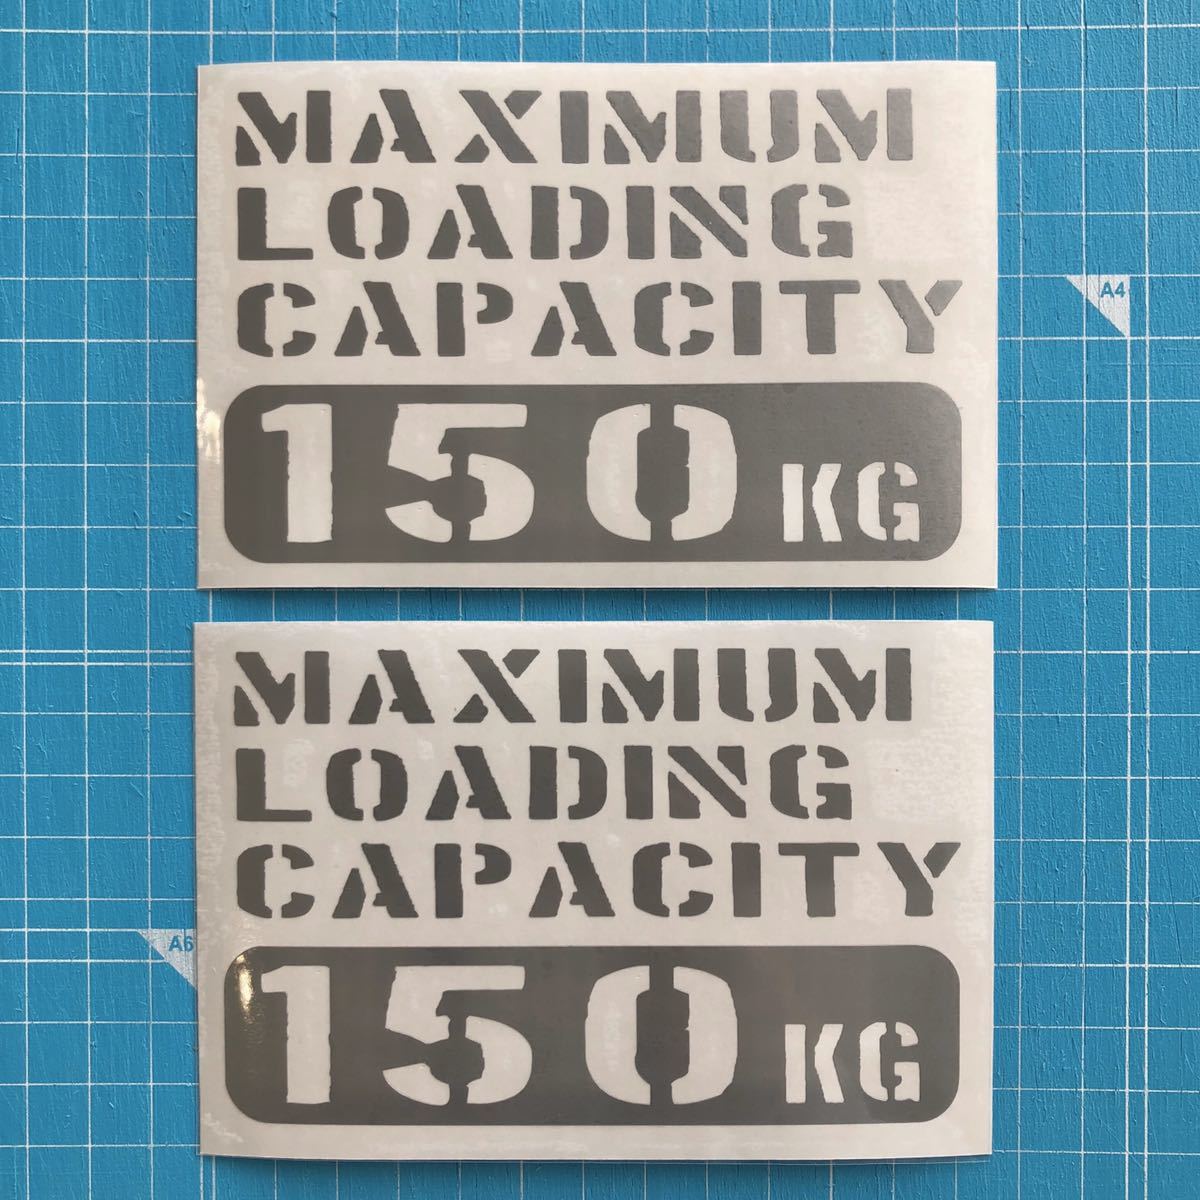 MAXIMUM
LOADING
CAPACITY
A4
150 KG
MAXIMUM
LOADING
CAPACITY
A6
150 KG